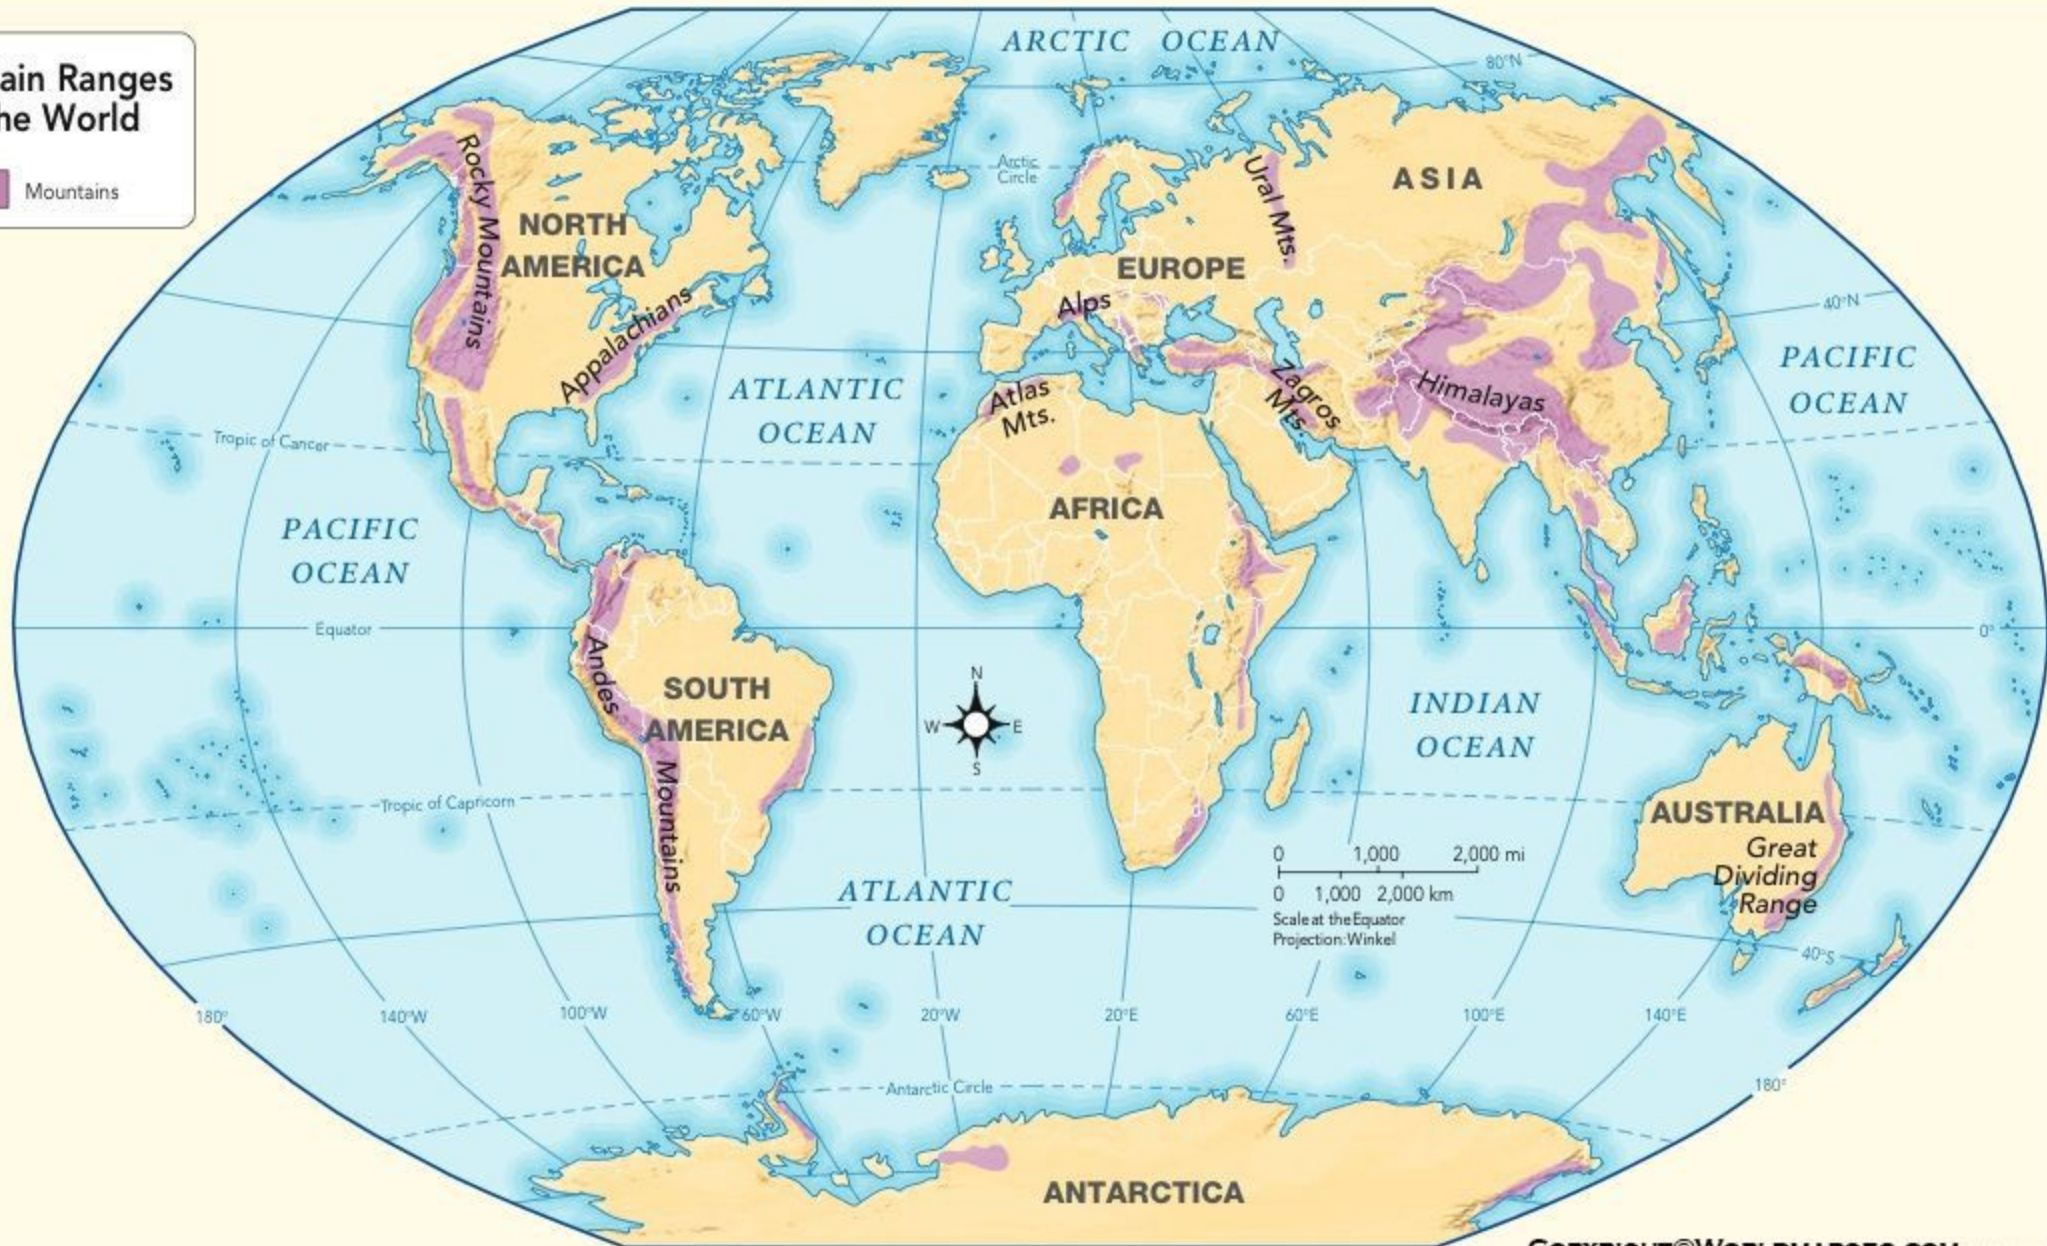 ain Ranges
he World
Mountains
ARCTIC OCEAN
80°N
Arctic
Circle
Rocky Mountains
NORTH
AMERICA
Appalachians
EUROPE
Alps
Ural Mts.
ASIA
40°N
PACIFIC
OCEAN
ATLANTIC
OCEAN
Atlas
Mts.
Zagros
Mts.
Himalayas
Tropic of Cancer
AFRICA
PACIFIC
OCEAN
Equator
0°
Andes
Mountains
SOUTH
AMERICA
N
W
E
S
INDIAN
OCEAN
Tropic of Capricorn
AUSTRALIA
Great
Dividing
Range
0 1,000 2,000 mi
0 1,000 2,000 km
Scale at the Equator
Projection: Winkel
ATLANTIC
OCEAN
40°S
180°
140°W
100°W
60°W
20°W
20°E
60°E
100°E
140°E
180°
Antarctic Circle
ANTARCTICA